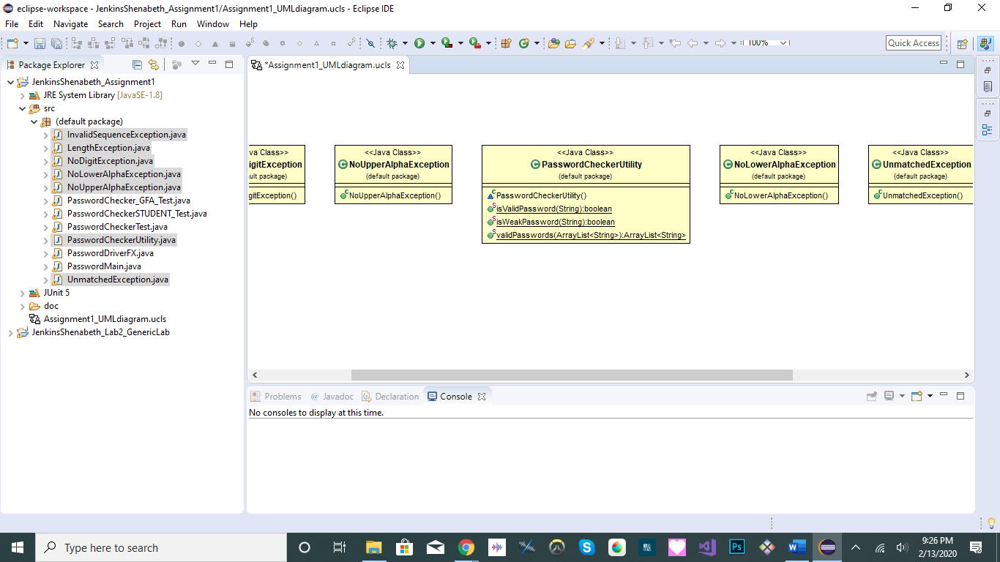 eclipse-workspace - JenkinsShenabeth_Assignment1/Assignment1_UMLdiagram.ucls - Eclipse IDE
File Edit Navigate Search Project Run Window Help
100% Quick Access
Package Explorer
JenkinsShenabeth_Assignment1
JRE System Library [JavaSE-1.8]
src
(default package)
InvalidSequenceException.java
LengthException.java
NoDigitException.java
NoLowerAlphaException.java
NoUpperAlphaException.java
PasswordChecker_GFA_Test.java
PasswordCheckerSTUDENT_Test.java
PasswordCheckerTest.java
PasswordCheckerUtility.java
PasswordDriverFX.java
PasswordMain.java
UnmatchedException.java
JUnit 5
doc
Assignment1_UMLdiagram.ucls
JenkinsShenabeth_Lab2_GenericLab
*Assignment1_UMLdiagram.ucls
va Class>>
igitException
ault package)
gitException()
<<Java Class>>
NoUpperAlphaException
(default package)
NoUpperAlphaException()
<<Java Class>>
PasswordCheckerUtility
(default package)
PasswordCheckerUtility()
isValidPassword(String):boolean
isWeakPassword(String):boolean
validPasswords(ArrayList<String>):ArrayList<String>
<<Java Class>>
NoLowerAlphaException
(default package)
NoLowerAlphaException()
<<Java Class>>
UnmatchedException
(default package)
UnmatchedException()
Problems @ Javadoc Declaration Console
No consoles to display at this time.
Type here to search
Ps
9:26 PM
2/13/2020